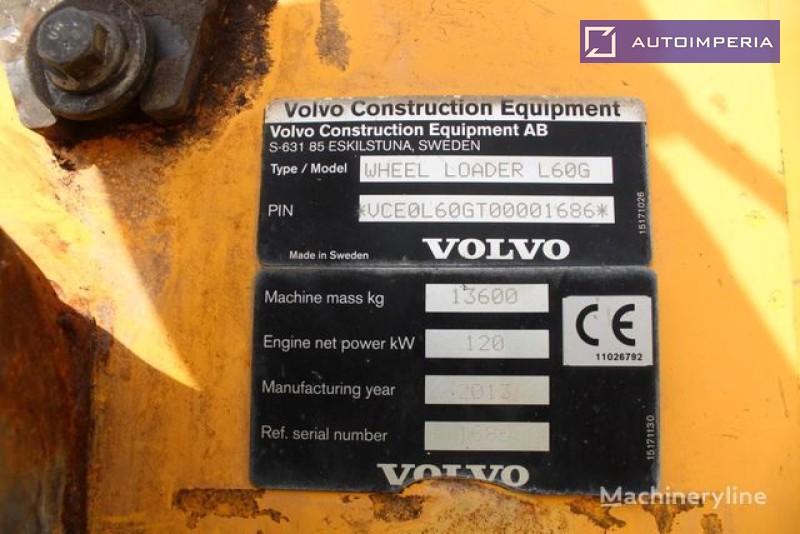 AUTOIMPERIA
Volvo Construction Equipment
Volvo Construction Equipment AB
S-631 85 ESKILSTUNA, SWEDEN
Type / Model WHEEL LOADER L60G
PIN *VCE0L60GT00001686*
15171026
Made in Sweden VOLVO
Machine mass kg 13600
Engine net power kW 120
CE
11026792
Manufacturing year 2013
Ref. serial number 1686
15171130
VOLVO
Machineryline